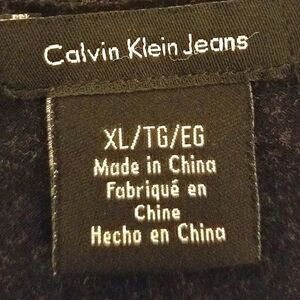 Calvin Klein Jeans
XL/TG/EG
Made in China
Fabriqué en
Chine
Hecho en China